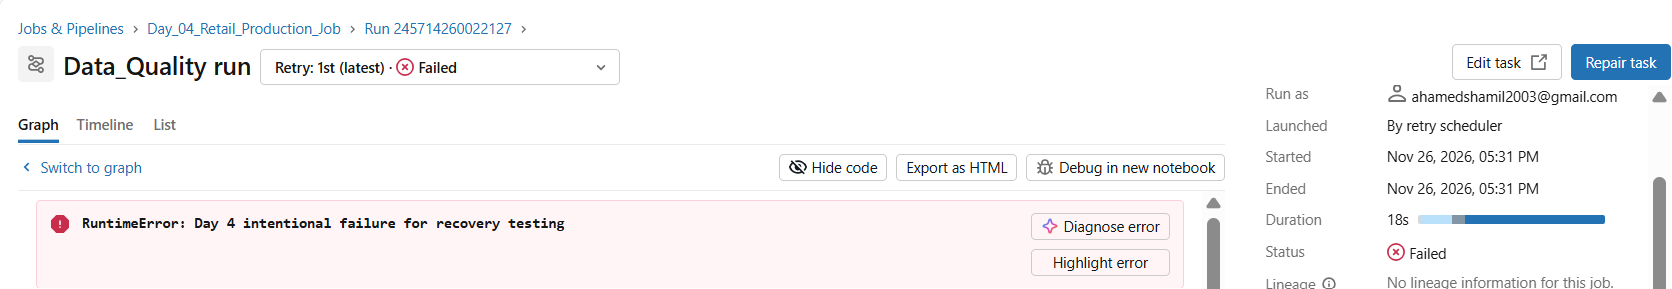 Jobs & Pipelines > Day_04_Retail_Production_Job > Run 245714260022127 >
Data_Quality run
Retry: 1st (latest) · Failed
Edit task
Repair task
Graph
Timeline
List
Switch to graph
Hide code
Export as HTML
Debug in new notebook
RuntimeError: Day 4 intentional failure for recovery testing
Diagnose error
Highlight error
Run as ahamedshamil2003@gmail.com
Launched By retry scheduler
Started Nov 26, 2026, 05:31 PM
Ended Nov 26, 2026, 05:31 PM
Duration 18s
Status Failed
Lineage No lineage information for this job.